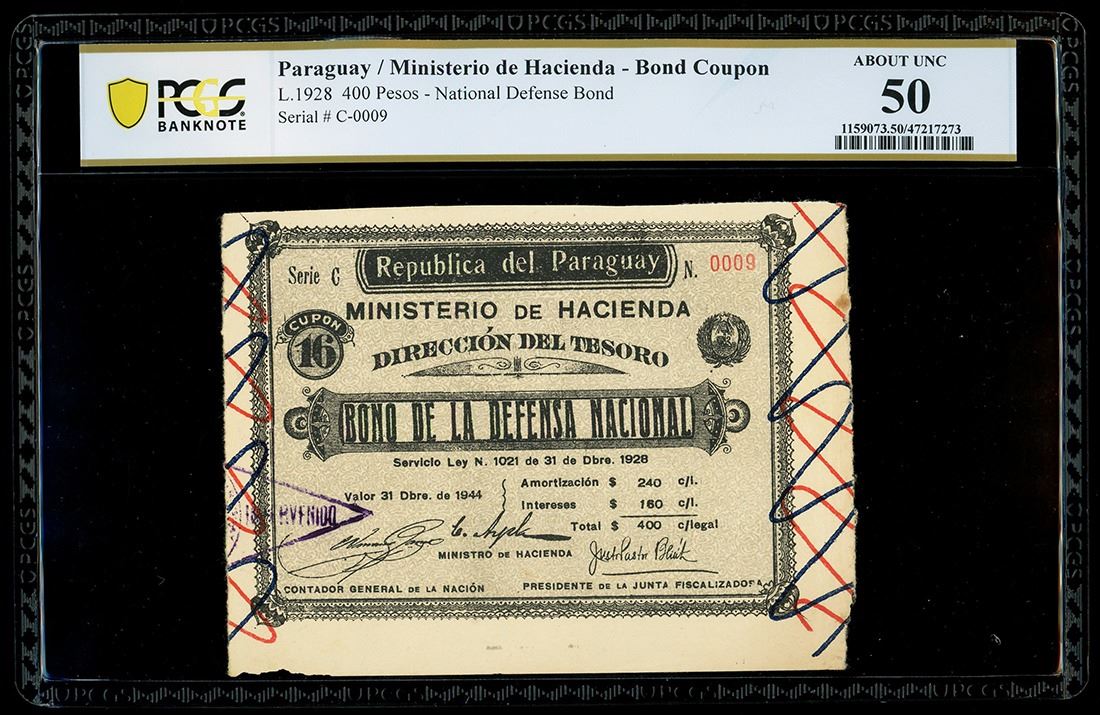 PCGS
BANKNOTE
Paraguay / Ministerio de Hacienda - Bond Coupon
L.1928 400 Pesos - National Defense Bond
Serial # C-0009
ABOUT UNC
50
1159073.50/47217273
Serie C
Republica del Paraguay
N. 0009
MINISTERIO DE HACIENDA
CUPON
16
DIRECCIÓN DEL TESORO
BONO DE LA DEFENSA NACIONAL
Servicio Ley N. 1021 de 31 de Dbre. 1928
Valor 31 Dbre. de 1944
Amortización $ 240 c/l.
Intereses $ 160 c/l.
Total $ 400 c/legal
MINISTRO DE HACIENDA
CONTADOR GENERAL DE LA NACIÓN
PRESIDENTE DE LA JUNTA FISCALIZADORA